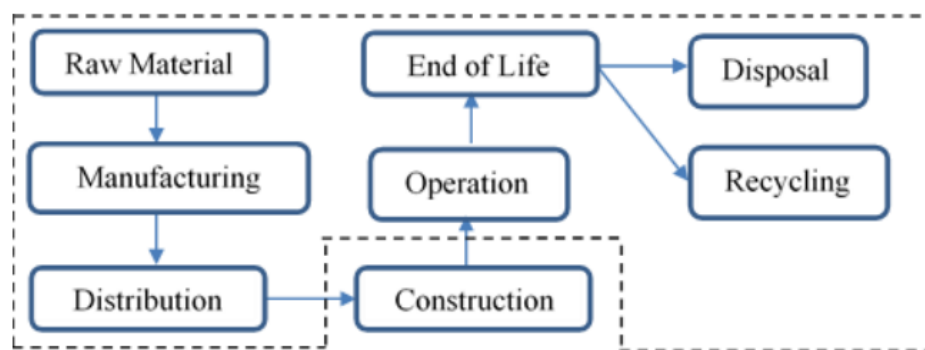 Raw Material
Manufacturing
Distribution
Construction
Operation
End of Life
Disposal
Recycling